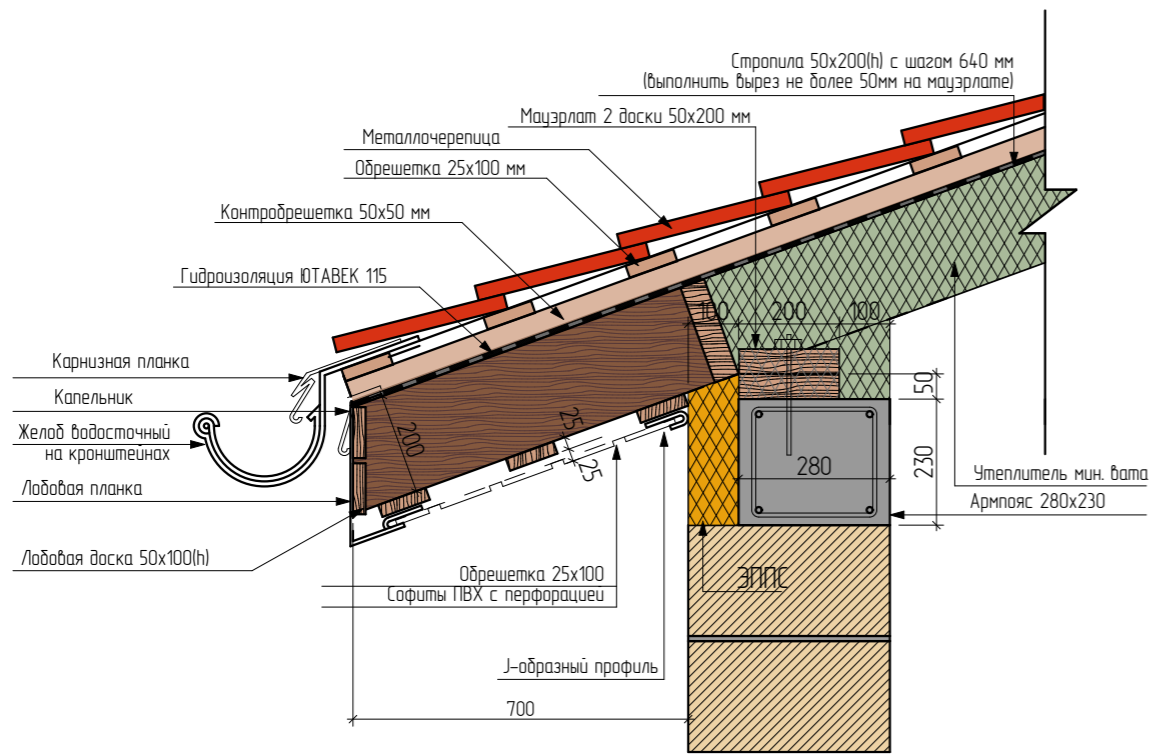 Стропила 50х200(h) с шагом 640 мм
(выполнить вырез не более 50мм на мауэрлате)
Мауэрлат 2 доски 50х200 мм
Металлочерепица
Обрешетка 25х100 мм
Контробрешетка 50х50 мм
Гидроизоляция ЮТАВЕК 115
Карнизная планка
Капельник
Желоб водосточный
на кронштейнах
Лобовая планка
Лобовая доска 50х100(h)
100
200
100
50
200
25
25
280
230
Утеплитель мин. вата
Армпояс 280х230
Обрешетка 25х100
Софиты ПВХ с перфорацией
ЭППС
J-образный профиль
700